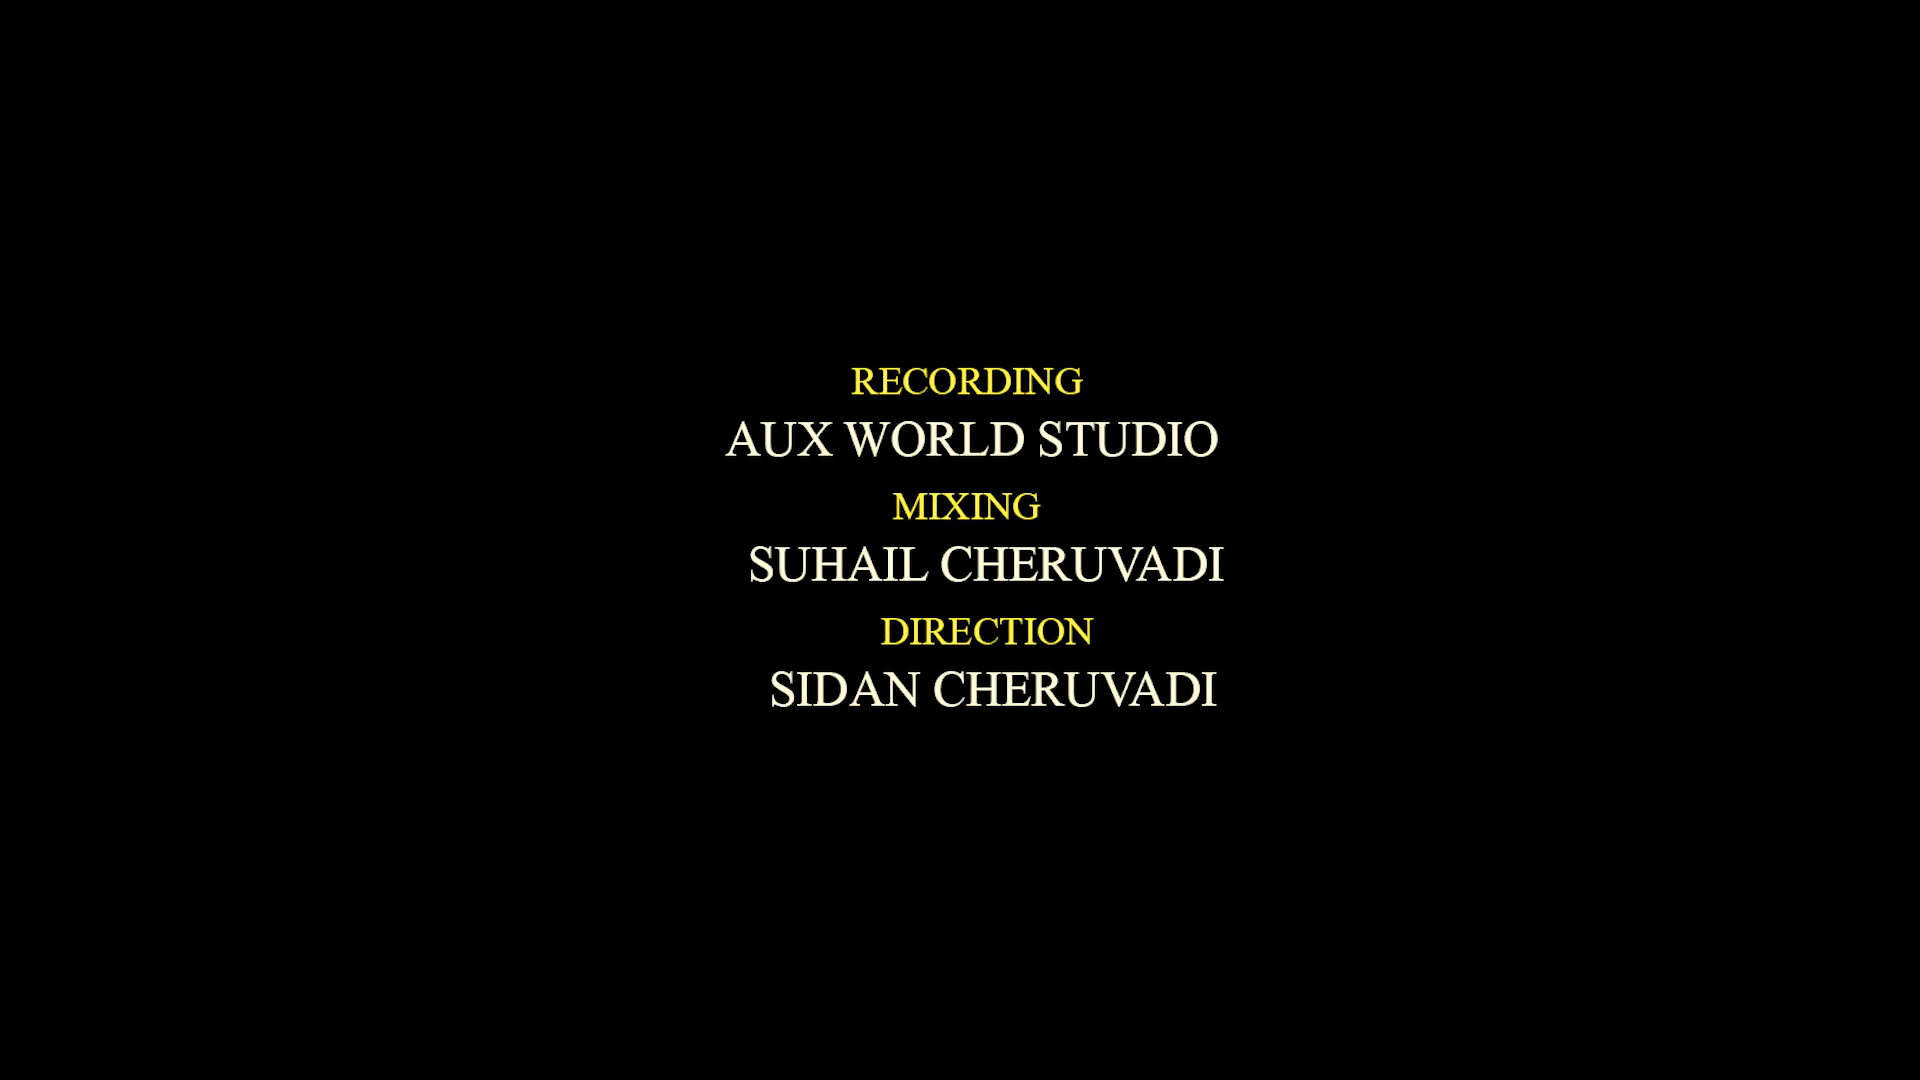 RECORDING
AUX WORLD STUDIO
MIXING
SUHAIL CHERUVADI
DIRECTION
SIDAN CHERUVADI